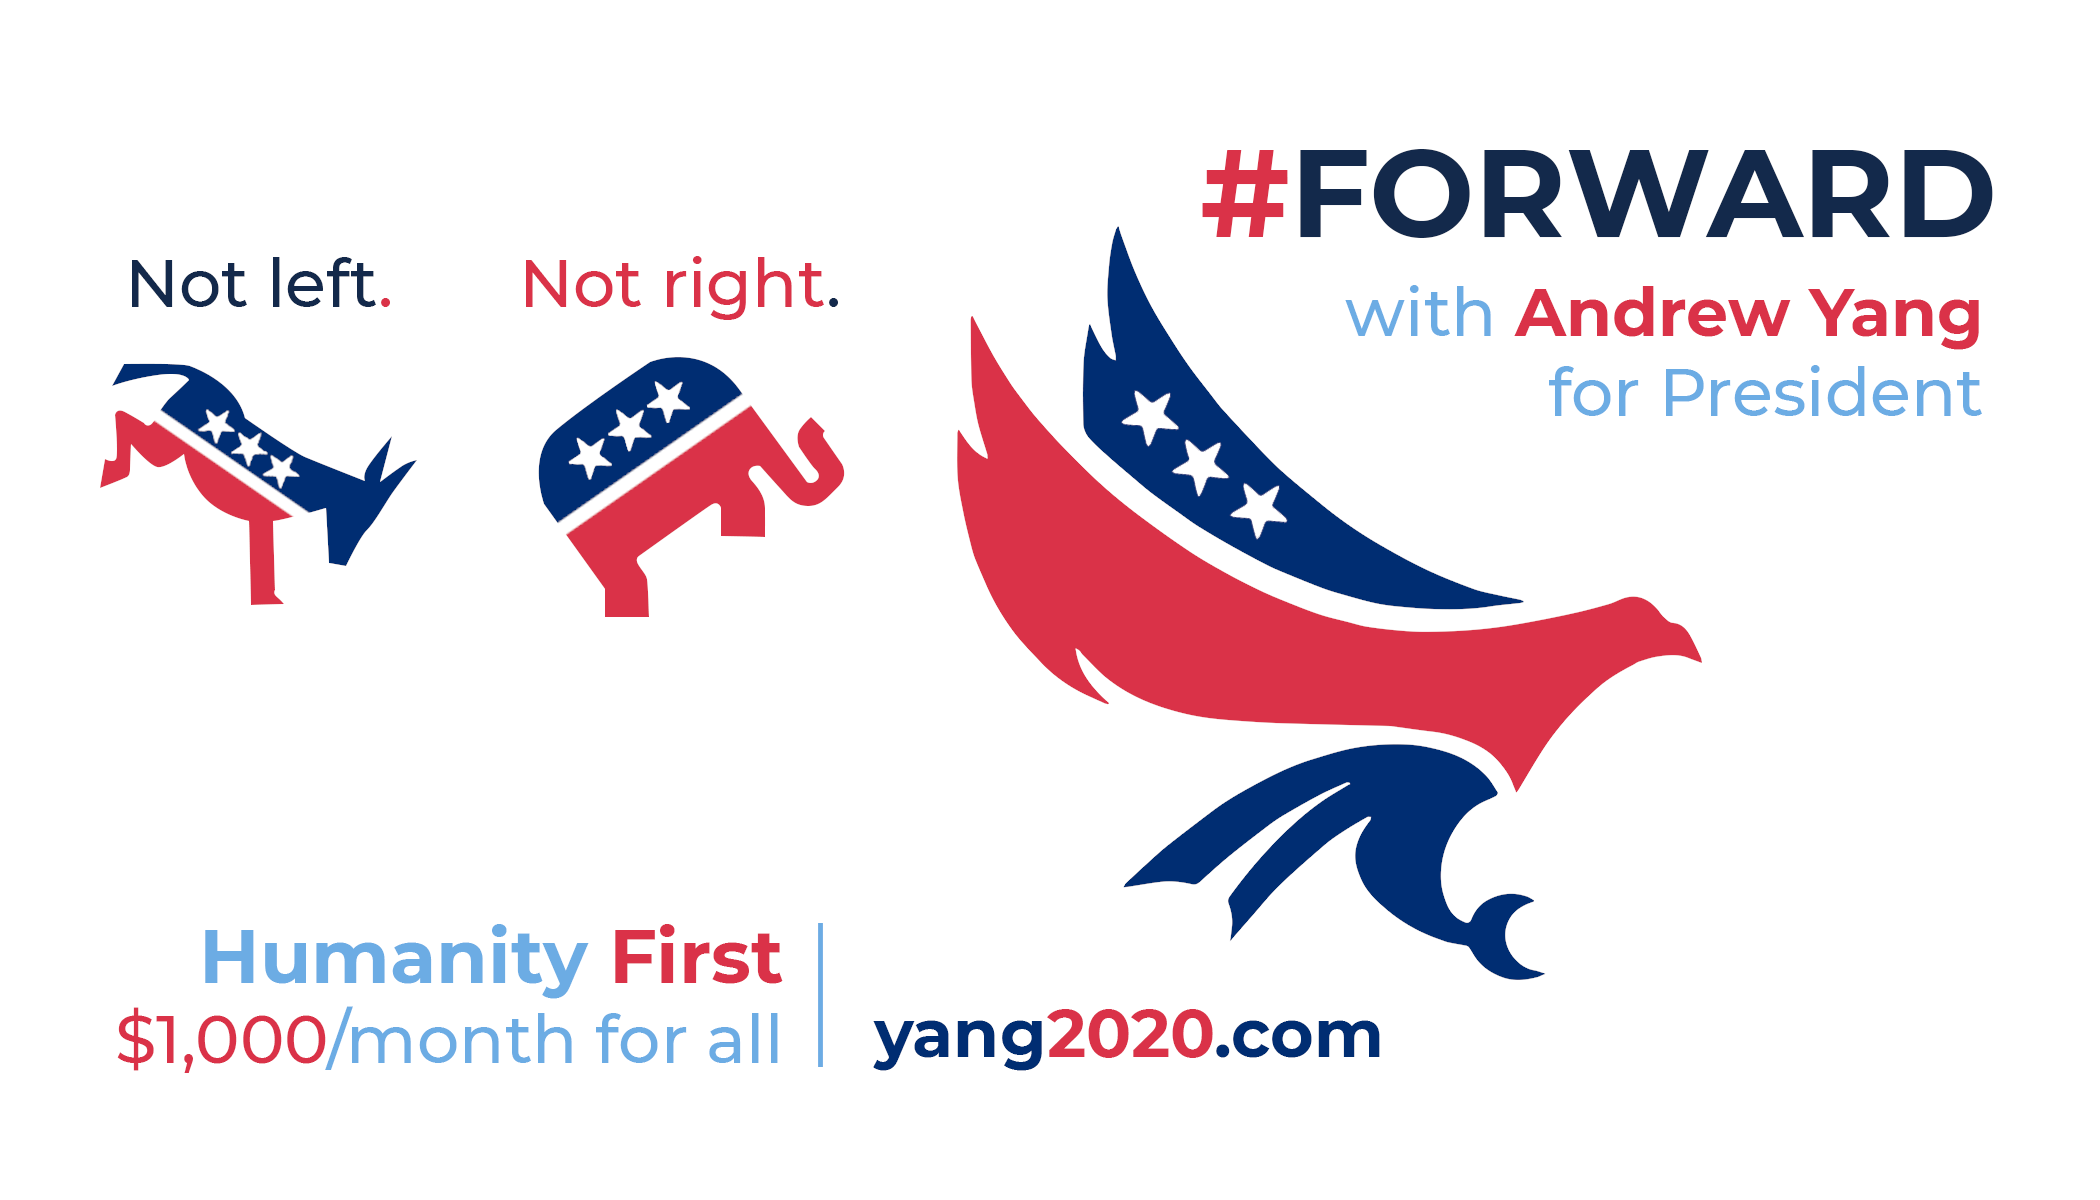 Not left.
Not right.
#FORWARD
with Andrew Yang
for President
Humanity First
$1,000/month for all
yang2020.com